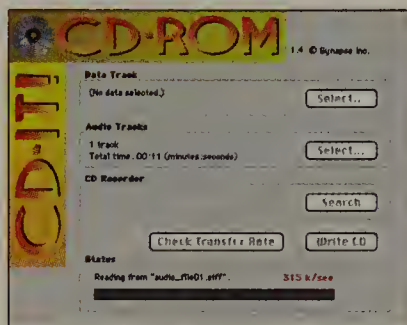 CD-ROM
1.4 © Synapse Inc.
CD-IT!
Data Track
(No data selected.)
Select...
Audio Tracks
1 track
Total time: 00:11 (minutes:seconds)
Select...
CD Recorder
Search
Check Transfer Rate
Write CD
Status
Reading from "audio_file01.aiff".
315 k/sec